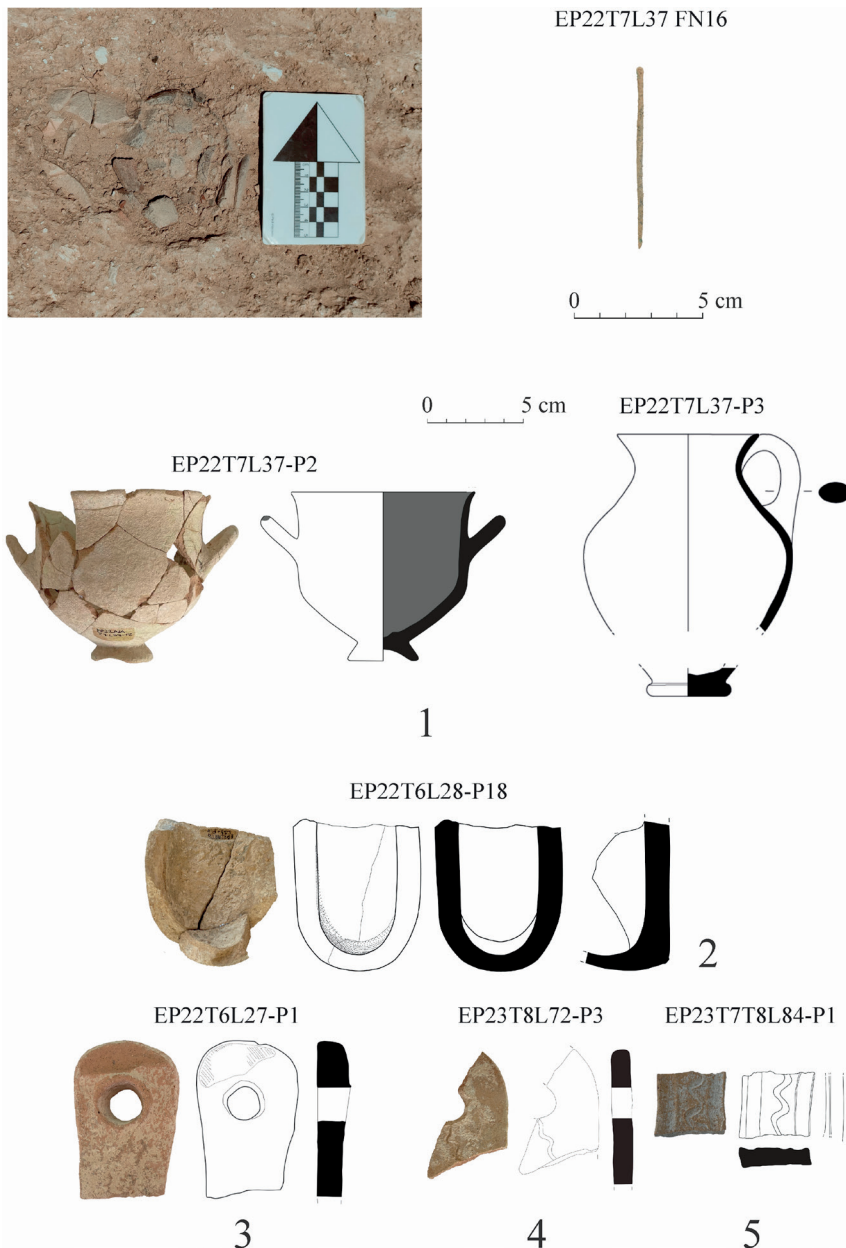 EP22T7L37 FN16
0 5 cm
0 5 cm
EP22T7L37-P3
EP22T7L37-P2
1
EP22T6L28-P18
2
EP22T6L27-P1
EP23T8L72-P3
EP23T7T8L84-P1
3
4
5